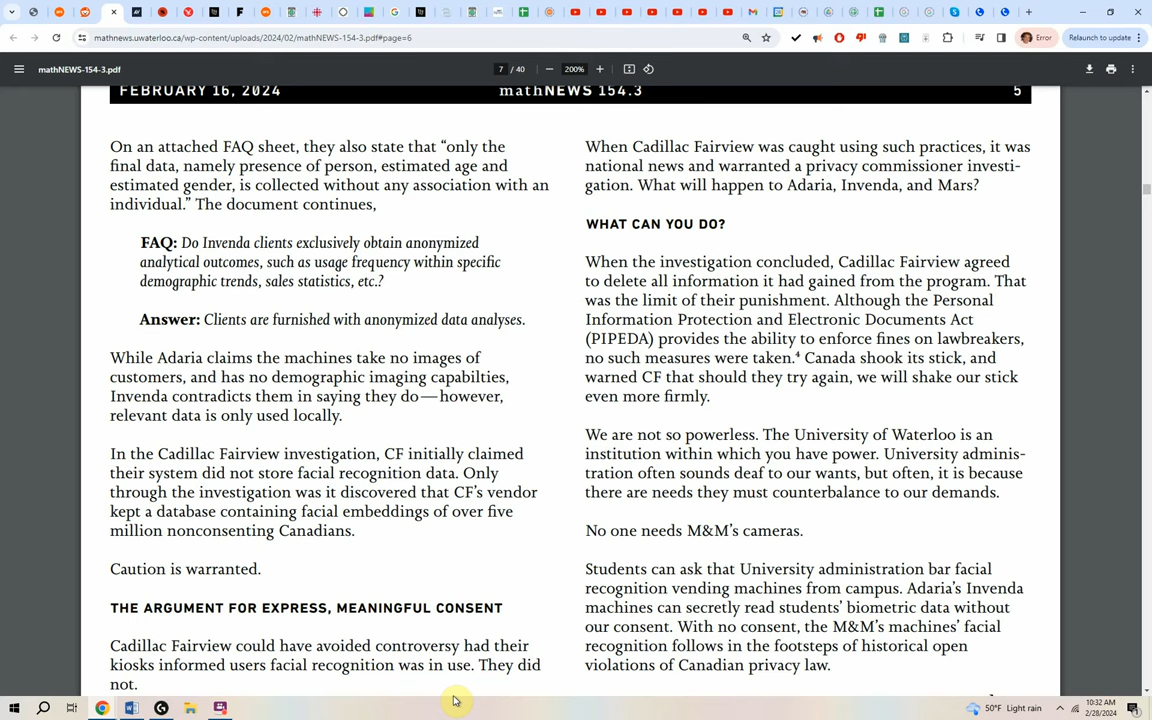 mathnews.uwaterloo.ca/wp-content/uploads/2024/02/mathNEWS-154-3.pdf#page=6
Error
Relaunch to update
mathNEWS-154-3.pdf
7 / 40
200%
FEBRUARY 16, 2024 mathNEWS 154.3 5
On an attached FAQ sheet, they also state that “only the
final data, namely presence of person, estimated age and
estimated gender, is collected without any association with an
individual.” The document continues,
FAQ: Do Invenda clients exclusively obtain anonymized
analytical outcomes, such as usage frequency within specific
demographic trends, sales statistics, etc.?
Answer: Clients are furnished with anonymized data analyses.
While Adaria claims the machines take no images of
customers, and has no demographic imaging capabilties,
Invenda contradicts them in saying they do—however,
relevant data is only used locally.
In the Cadillac Fairview investigation, CF initially claimed
their system did not store facial recognition data. Only
through the investigation was it discovered that CF’s vendor
kept a database containing facial embeddings of over five
million nonconsenting Canadians.
Caution is warranted.
THE ARGUMENT FOR EXPRESS, MEANINGFUL CONSENT
Cadillac Fairview could have avoided controversy had their
kiosks informed users facial recognition was in use. They did
not.
When Cadillac Fairview was caught using such practices, it was
national news and warranted a privacy commissioner investi-
gation. What will happen to Adaria, Invenda, and Mars?
WHAT CAN YOU DO?
When the investigation concluded, Cadillac Fairview agreed
to delete all information it had gained from the program. That
was the limit of their punishment. Although the Personal
Information Protection and Electronic Documents Act
(PIPEDA) provides the ability to enforce fines on lawbreakers,
no such measures were taken.⁴ Canada shook its stick, and
warned CF that should they try again, we will shake our stick
even more firmly.
We are not so powerless. The University of Waterloo is an
institution within which you have power. University adminis-
tration often sounds deaf to our wants, but often, it is because
there are needs they must counterbalance to our demands.
No one needs M&M’s cameras.
Students can ask that University administration bar facial
recognition vending machines from campus. Adaria’s Invenda
machines can secretly read students’ biometric data without
our consent. With no consent, the M&M’s machines’ facial
recognition follows in the footsteps of historical open
violations of Canadian privacy law.
50°F Light rain
10:32 AM
2/28/2024